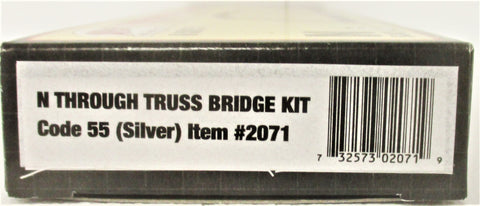 N THROUGH TRUSS BRIDGE KIT
Code 55 (Silver) Item #2071
7 32573 02071 9